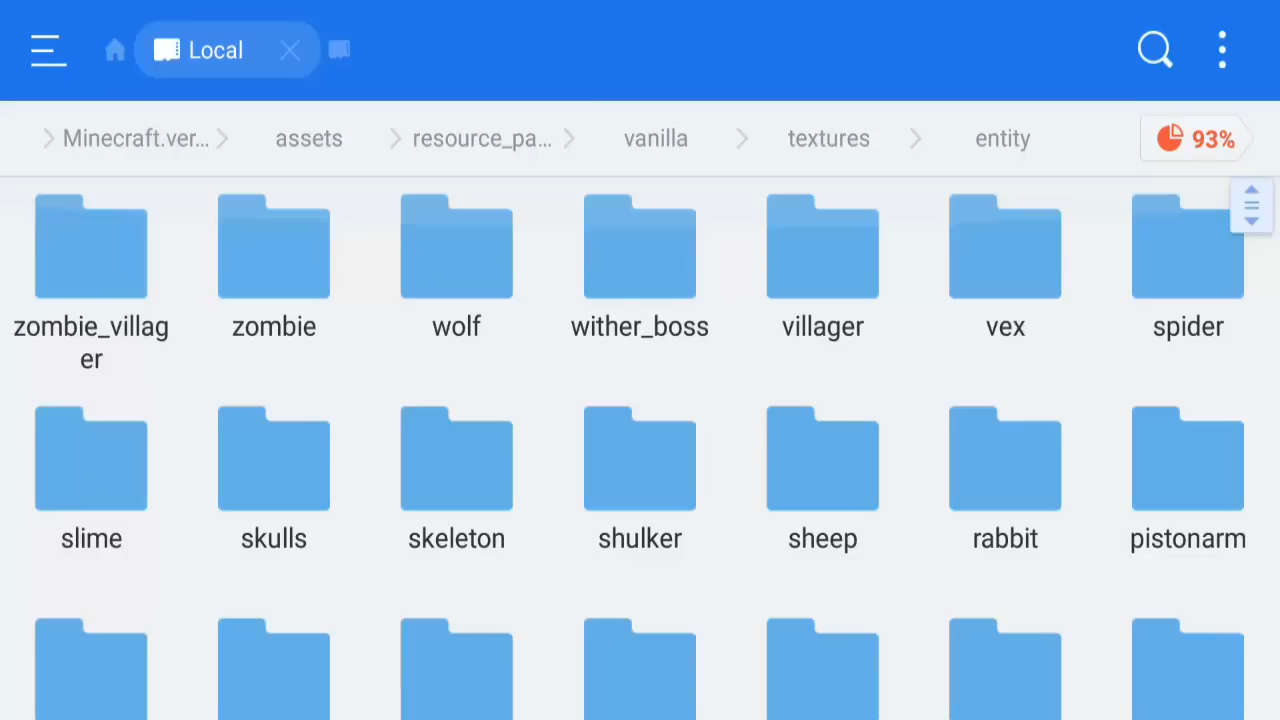 Local
Minecraft.ver...
assets
resource_pa...
vanilla
textures
entity
93%
zombie_villag
er
zombie
wolf
wither_boss
villager
vex
spider
slime
skulls
skeleton
shulker
sheep
rabbit
pistonarm